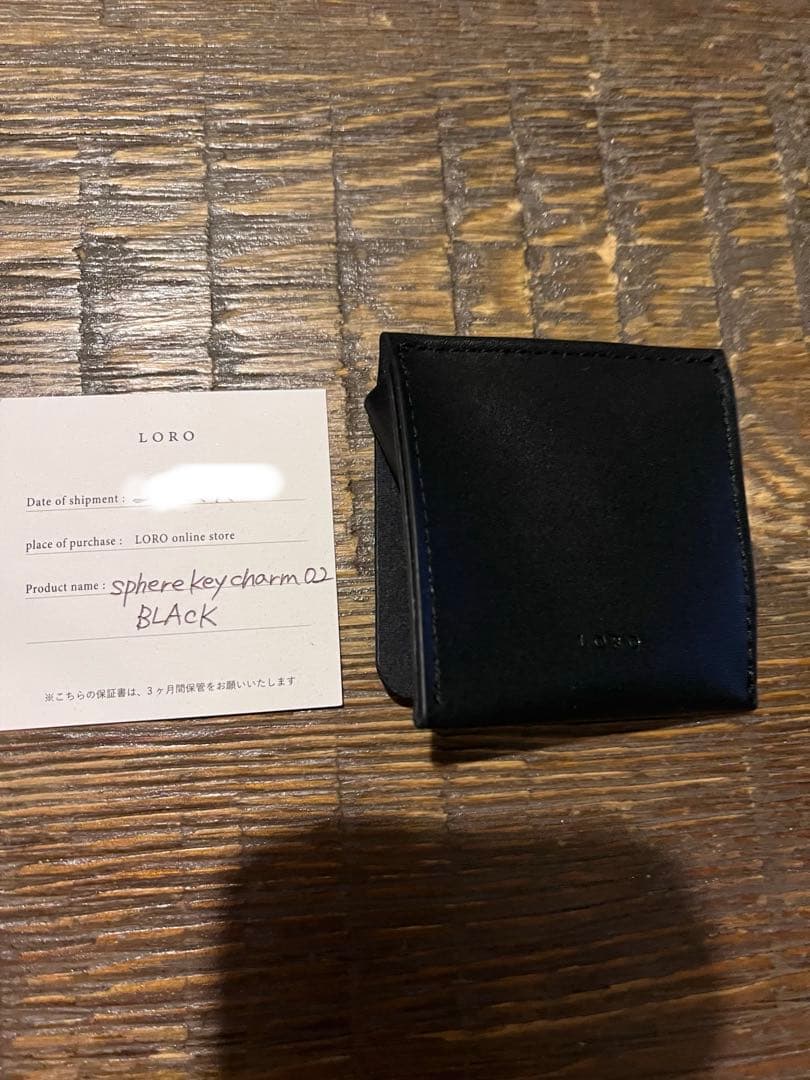 LORO
Date of shipment :
place of purchase : LORO online store
Product name : sphere key charm 02
BLACK
※こちらの保証書は、3ヶ月間保管をお願いいたします
LORO